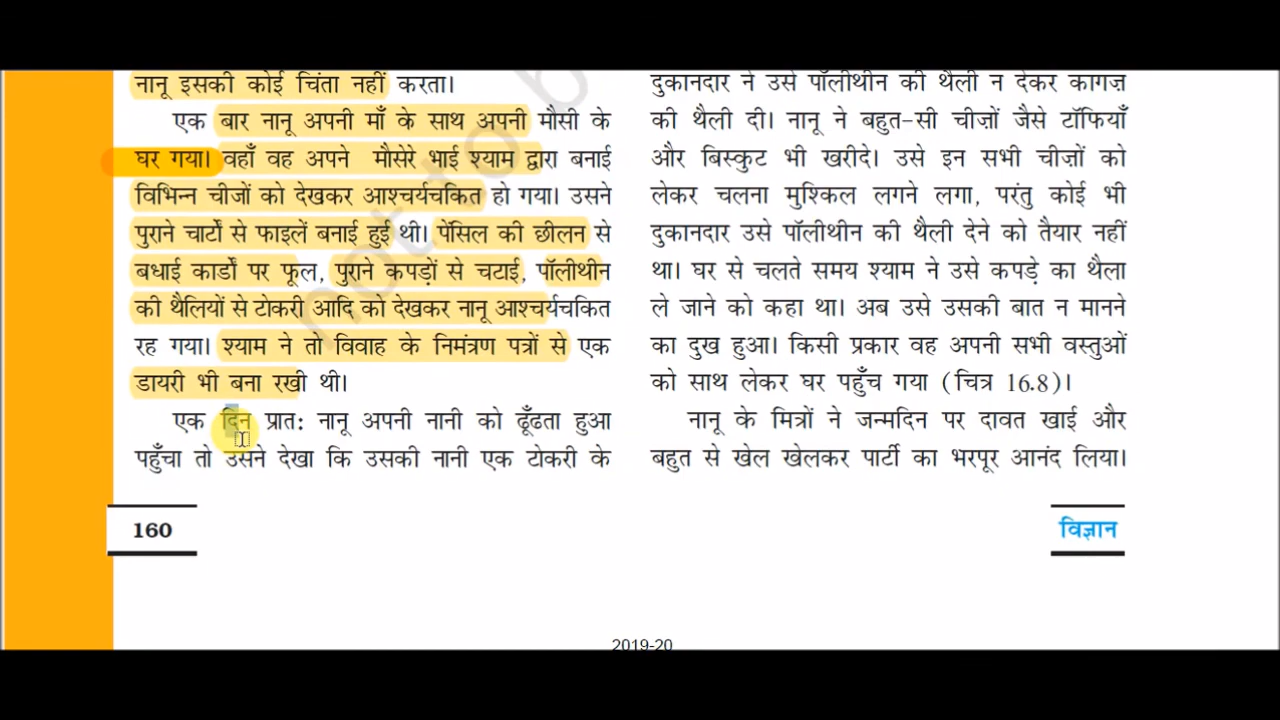 नानू इसकी कोई चिंता नहीं करता।
एक बार नानू अपनी माँ के साथ अपनी मौसी के
घर गया। वहाँ वह अपने मौसेरे भाई श्याम द्वारा बनाई
विभिन्न चीजों को देखकर आश्चर्यचकित हो गया। उसने
पुराने चार्टों से फाइलें बनाई हुई थी। पेंसिल की छीलन से
बधाई कार्डों पर फूल, पुराने कपड़ों से चटाई, पॉलीथीन
की थैलियों से टोकरी आदि को देखकर नानू आश्चर्यचकित
रह गया। श्याम ने तो विवाह के निमंत्रण पत्रों से एक
डायरी भी बना रखी थी।
एक दिन प्रात: नानू अपनी नानी को ढूँढता हुआ
पहुँचा तो उसने देखा कि उसकी नानी एक टोकरी के
दुकानदार ने उसे पॉलीथीन की थैली न देकर कागज़
की थैली दी। नानू ने बहुत-सी चीज़ों जैसे टॉफियाँ
और बिस्कुट भी खरीदे। उसे इन सभी चीज़ों को
लेकर चलना मुश्किल लगने लगा, परंतु कोई भी
दुकानदार उसे पॉलीथीन की थैली देने को तैयार नहीं
था। घर से चलते समय श्याम ने उसे कपड़े का थैला
ले जाने को कहा था। अब उसे उसकी बात न मानने
का दुख हुआ। किसी प्रकार वह अपनी सभी वस्तुओं
को साथ लेकर घर पहुँच गया (चित्र 16.8)।
नानू के मित्रों ने जन्मदिन पर दावत खाई और
बहुत से खेल खेलकर पार्टी का भरपूर आनंद लिया।
160
विज्ञान
2019-20
not to b